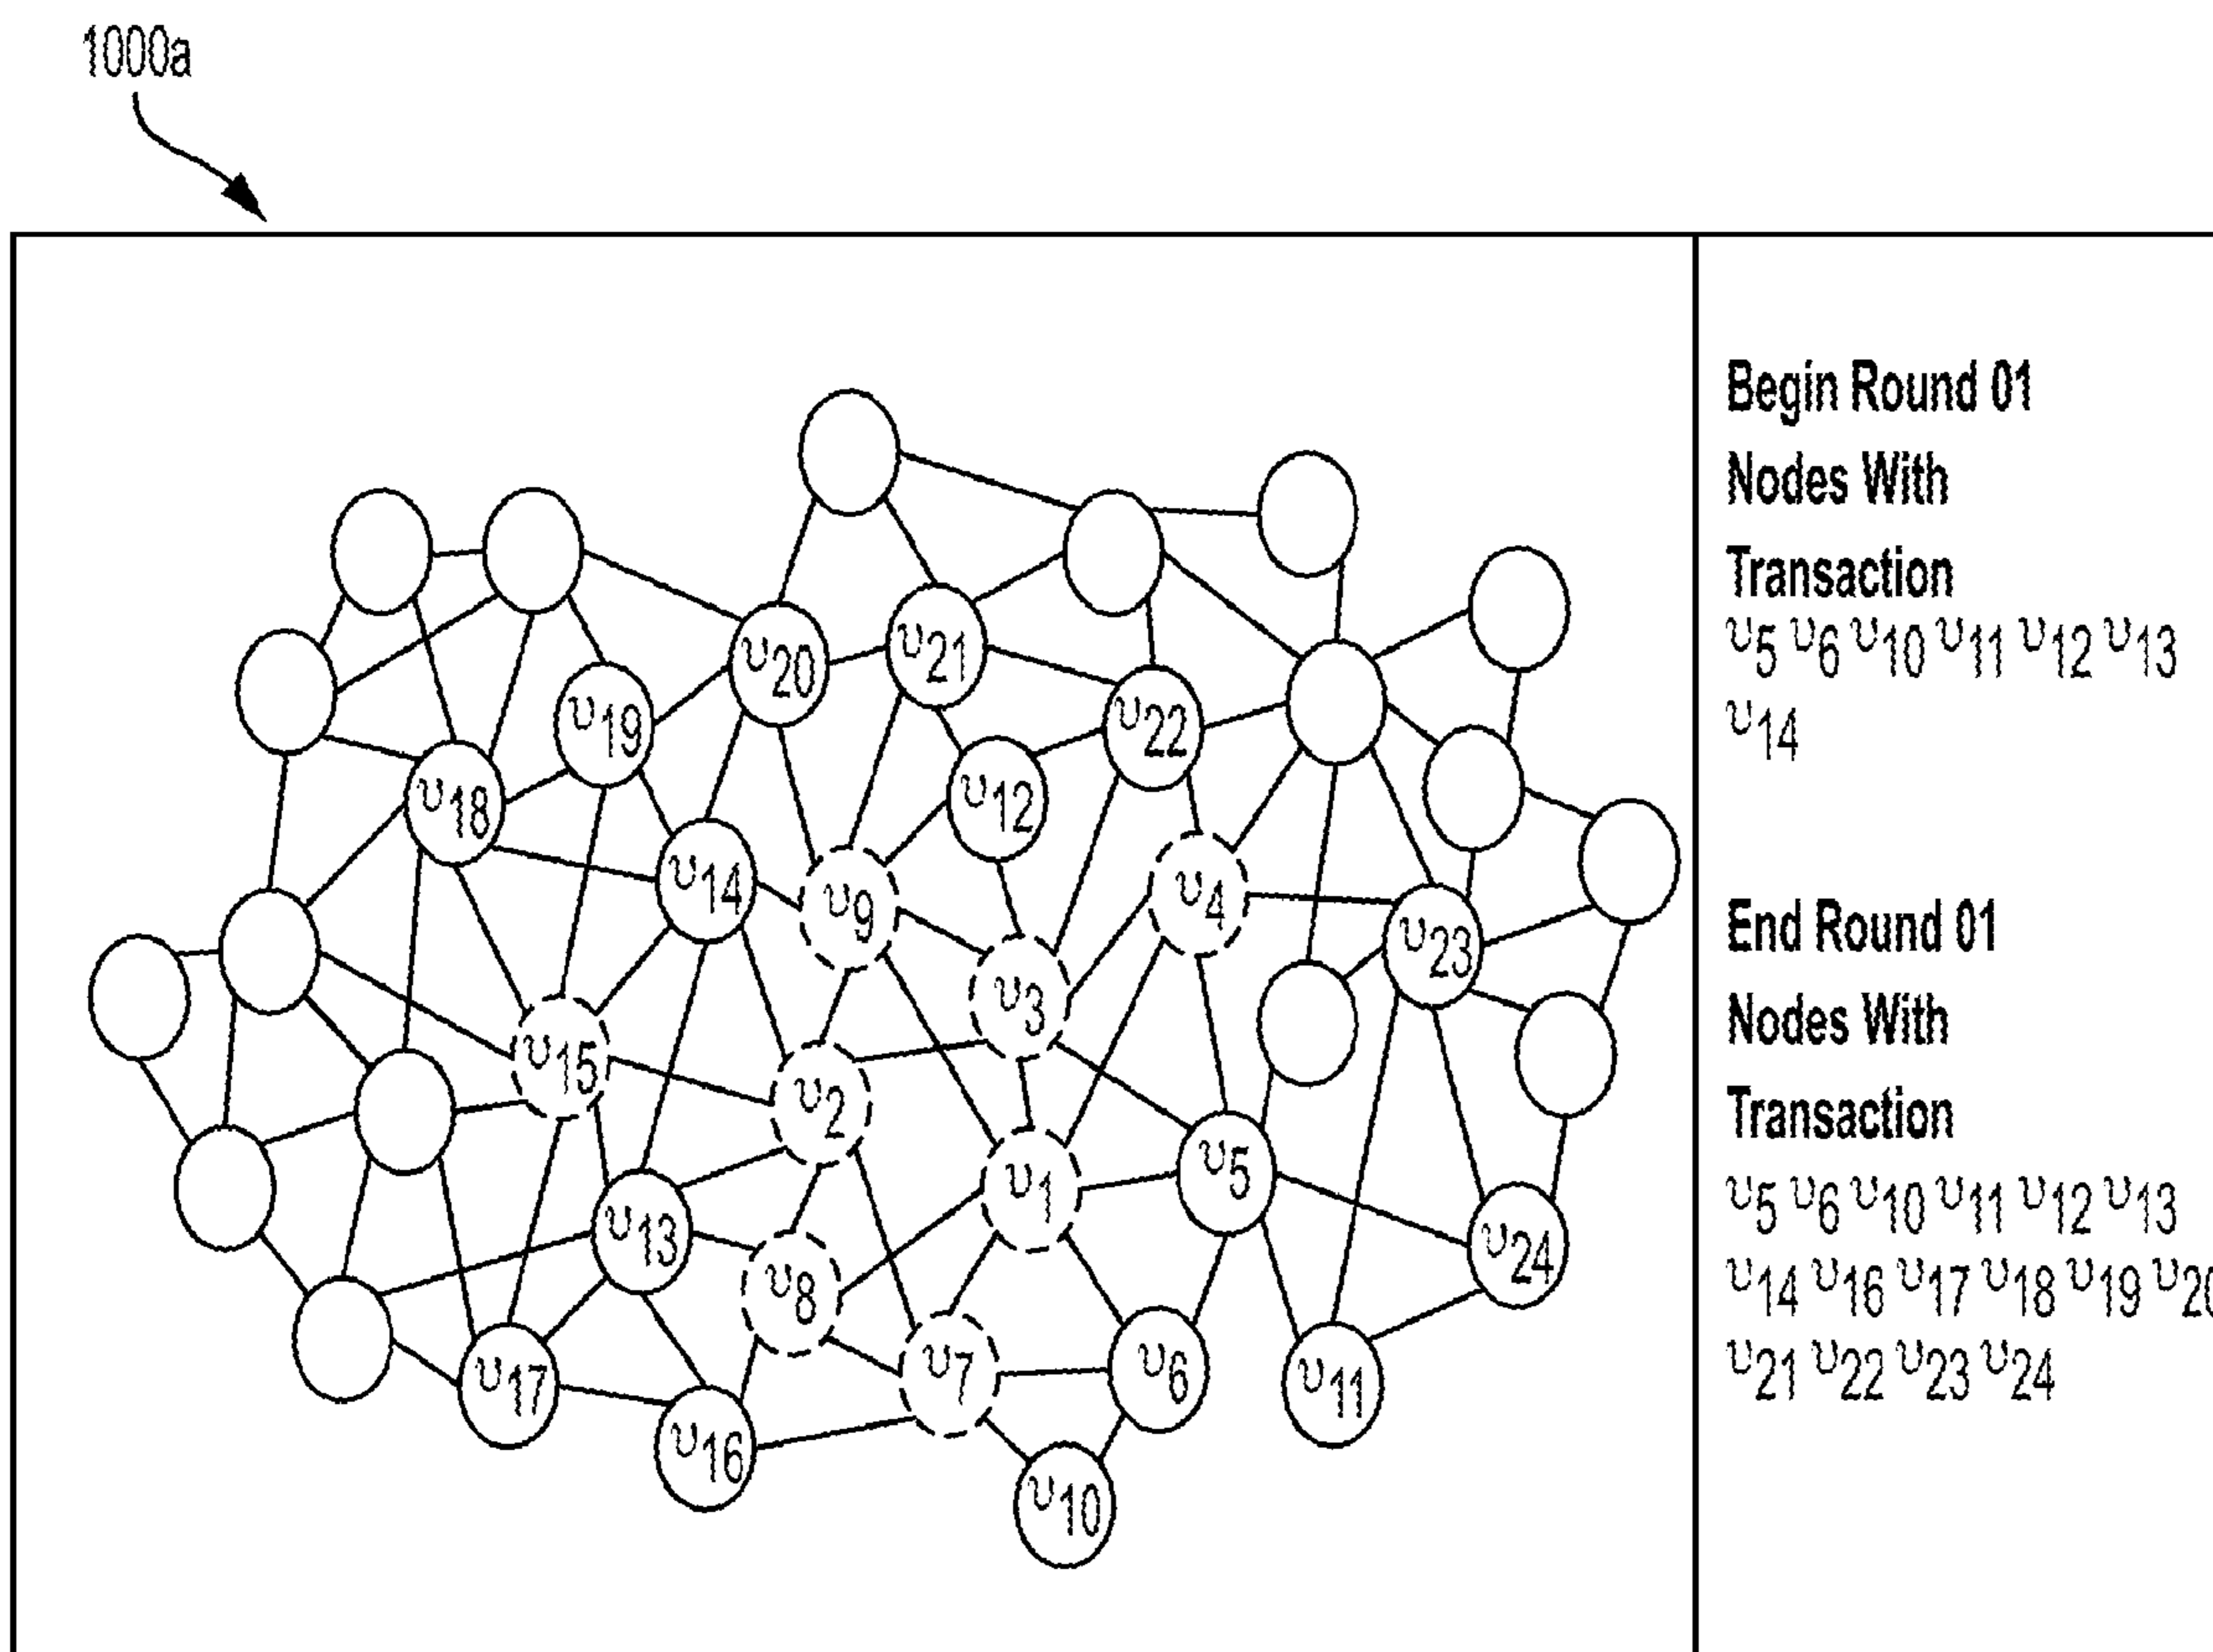 1000a
υ20
υ21
υ19
υ22
υ18
υ12
υ14
υ9
υ4
υ23
υ3
υ15
υ2
υ1
υ5
υ13
υ8
υ24
υ7
υ6
υ17
υ11
υ16
υ10
Begin Round 01
Nodes With
Transaction
υ5 υ6 υ10 υ11 υ12 υ13
υ14
End Round 01
Nodes With
Transaction
υ5 υ6 υ10 υ11 υ12 υ13
υ14 υ16 υ17 υ18 υ19
υ21 υ22 υ23 υ24